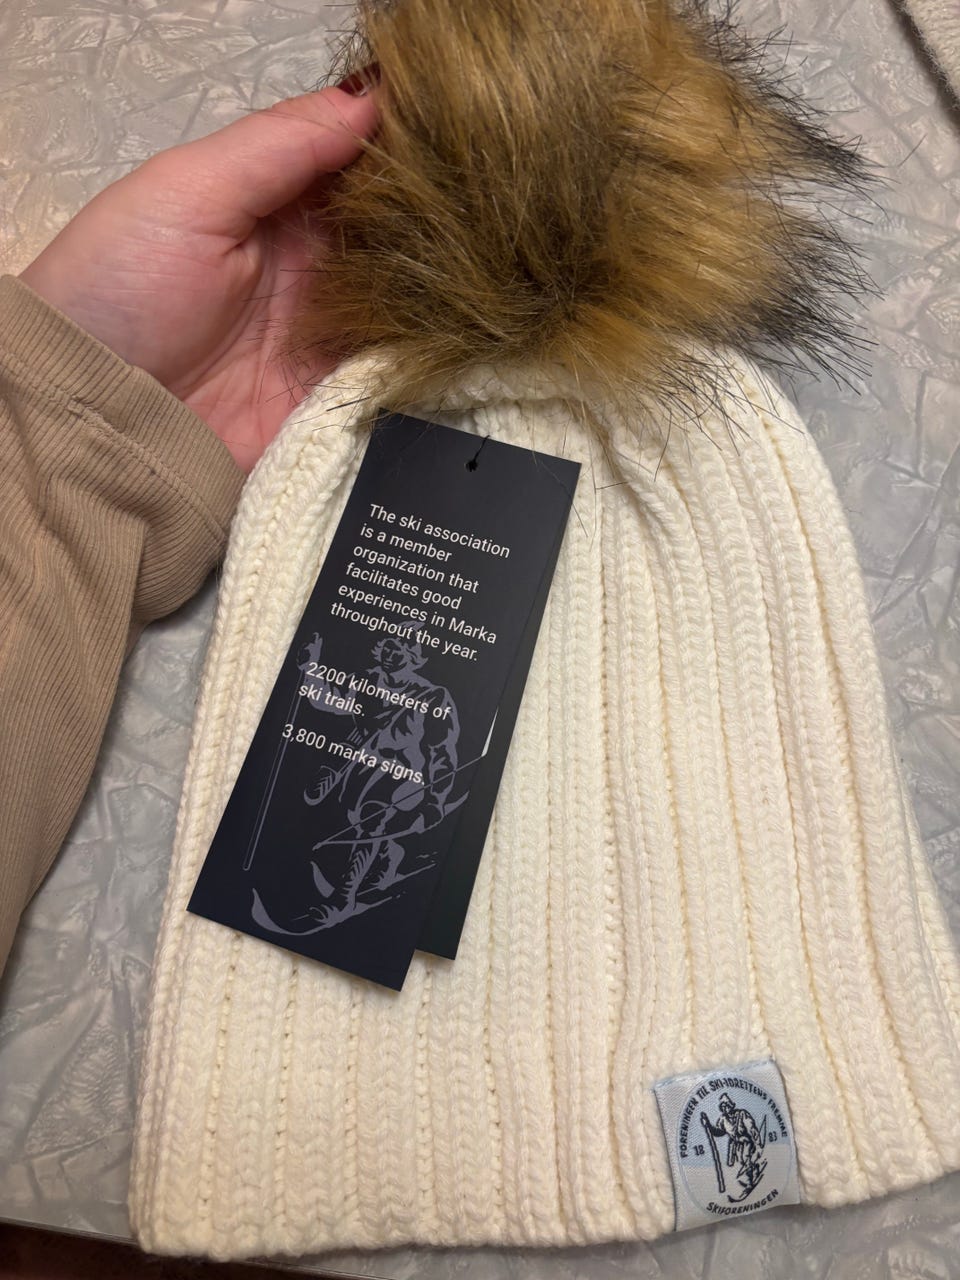 The ski association
is a member
organization that
facilitates good
experiences in Marka
throughout the year.
2200 kilometers of
ski trails.
3,800 marka signs.
FORENINGEN TIL SKI-IDRETTENS FREMME
18 83
SKIFORENINGEN